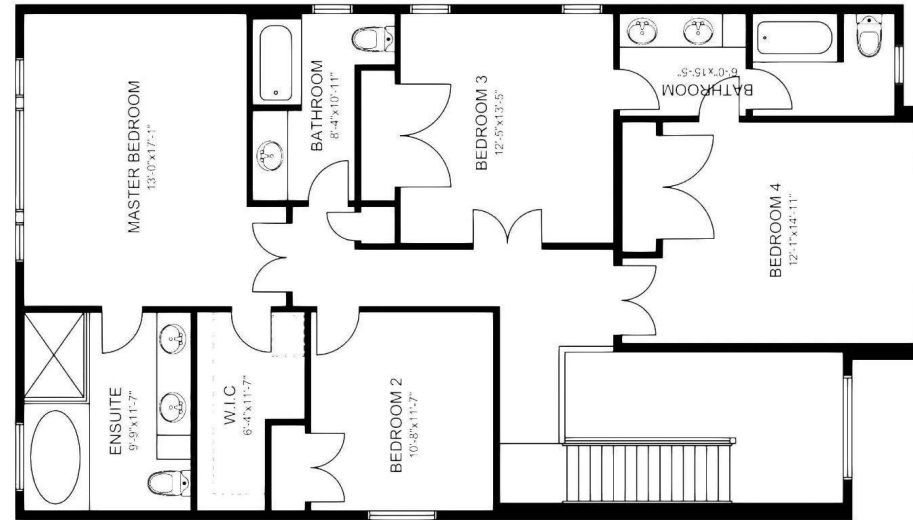 MASTER BEDROOM
13'-0"x17'-1"
BATHROOM
8'-4"x10'-11"
BEDROOM 3
12'-5"x13'-5"
BATHROOM
6'-0"x15'-5"
BEDROOM 4
12'-1"x14'-11"
ENSUITE
9'-9"x11'-7"
W.I.C
6'-4"x11'-7"
BEDROOM 2
10'-8"x11'-7"